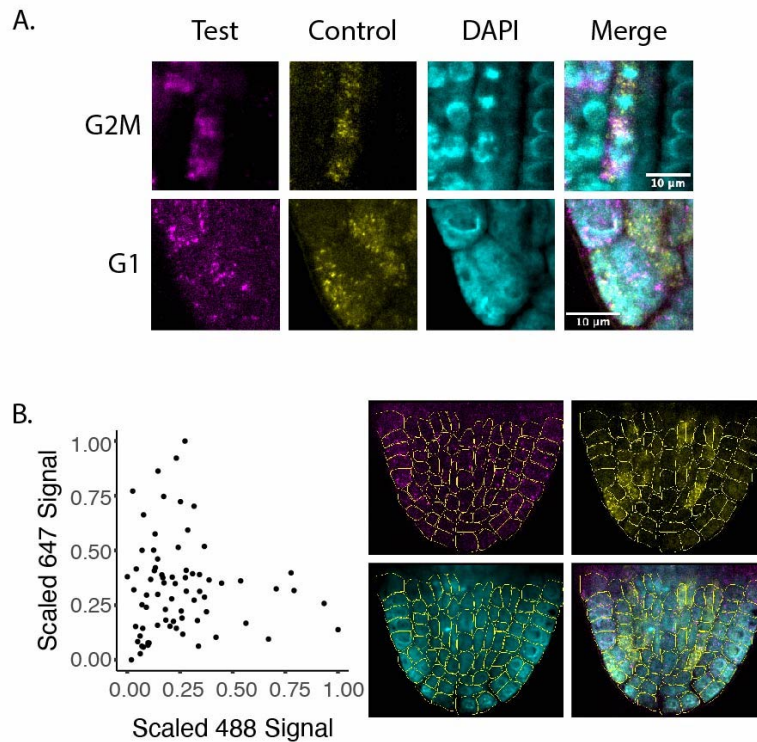 A.
Test Control DAPI Merge
G2M
10 µm
G1
10 µm
B.
Scaled 647 Signal
1.00
0.75
0.50
0.25
0.00
0.00 0.25 0.50 0.75 1.00
Scaled 488 Signal